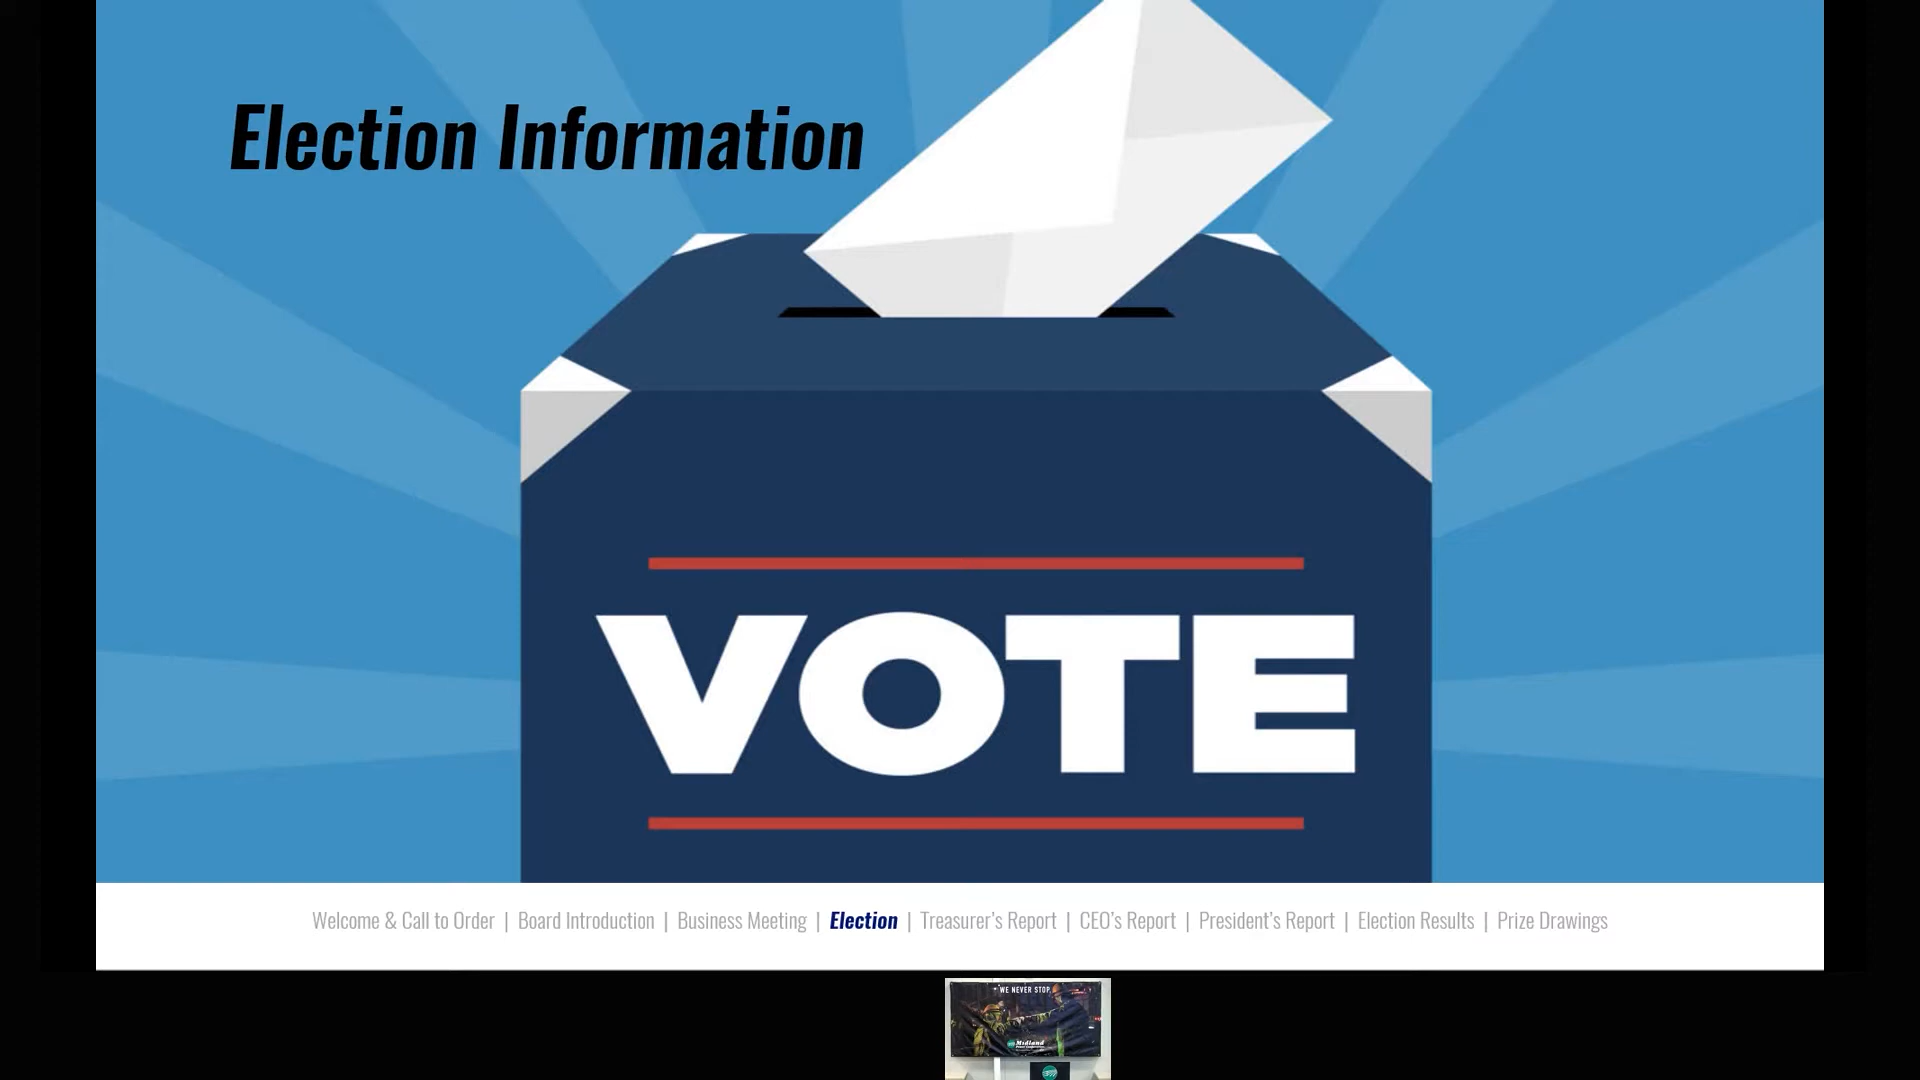 Election Information
VOTE
Welcome & Call to Order | Board Introduction | Business Meeting | Election | Treasurer's Report | CEO's Report | President's Report | Election Results | Prize Drawings
WE NEVER STOP
Midland